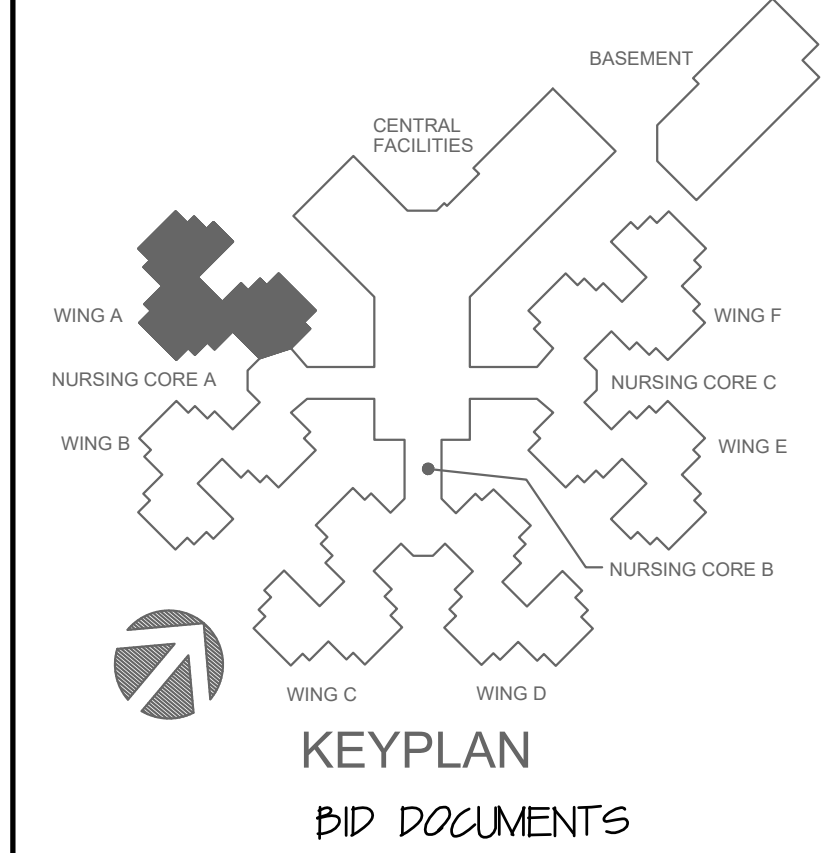 BASEMENT
CENTRAL
FACILITIES
WING A
WING F
NURSING CORE A
NURSING CORE C
WING B
WING E
NURSING CORE B
WING C
WING D
KEYPLAN
BID DOCUMENTS